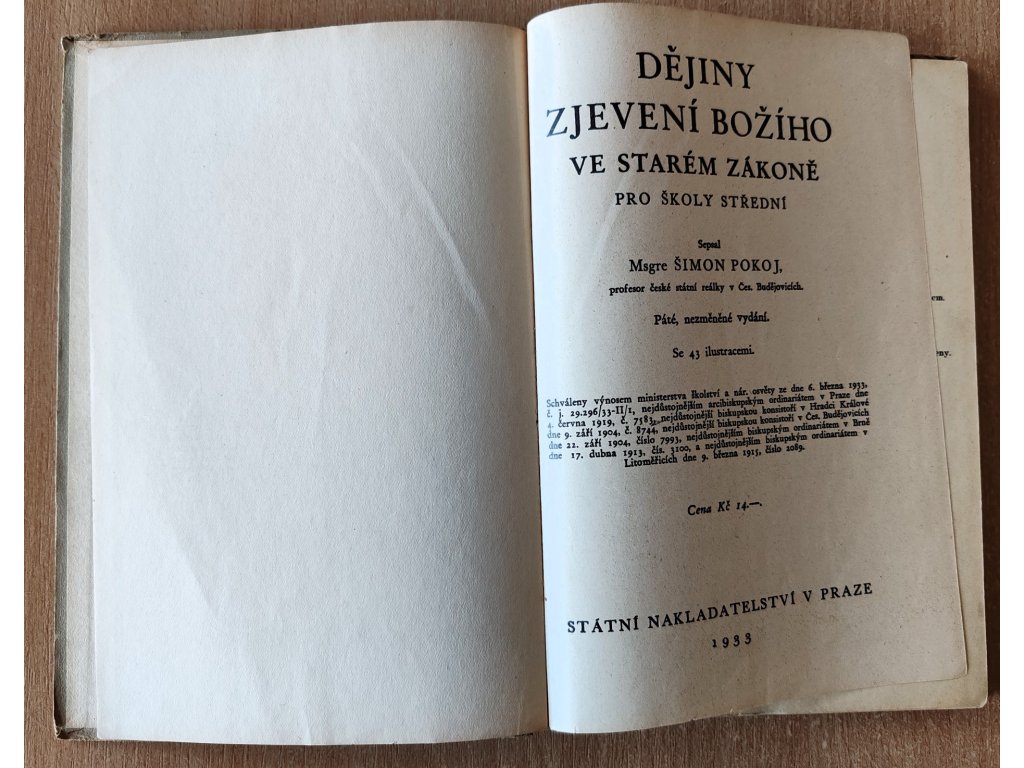 DĚJINY
ZJEVENÍ BOŽÍHO
VE STARÉM ZÁKONĚ
PRO ŠKOLY STŘEDNÍ
Sepsal
Msgre ŠIMON POKOJ,
profesor české státní reálky v Čes. Budějovicích.
Páté, nezměněné vydání.
Se 43 ilustracemi.
Schváleny výnosem ministerstva školství a nár. osvěty ze dne 6. března 1933,
č. j. 29.296/33-II/1, nejdůstojnějším arcibiskupským ordinariátem v Praze dne
4. června 1919, č. 7583, nejdůstojnější biskupskou konsistoří v Hradci Králové
dne 9. září 1904, č. 8744, nejdůstojnější biskupskou konsistoří v Čes. Budějovicích
dne 22. září 1904, číslo 7993, nejdůstojnějším biskupským ordinariátem v Brně
dne 17. dubna 1913, čís. 3100, a nejdůstojnějším biskupským ordinariátem v
Litoměřicích dne 9. března 1915, číslo 2089.
Cena Kč 14.—.
STÁTNÍ NAKLADATELSTVÍ V PRAZE
1933